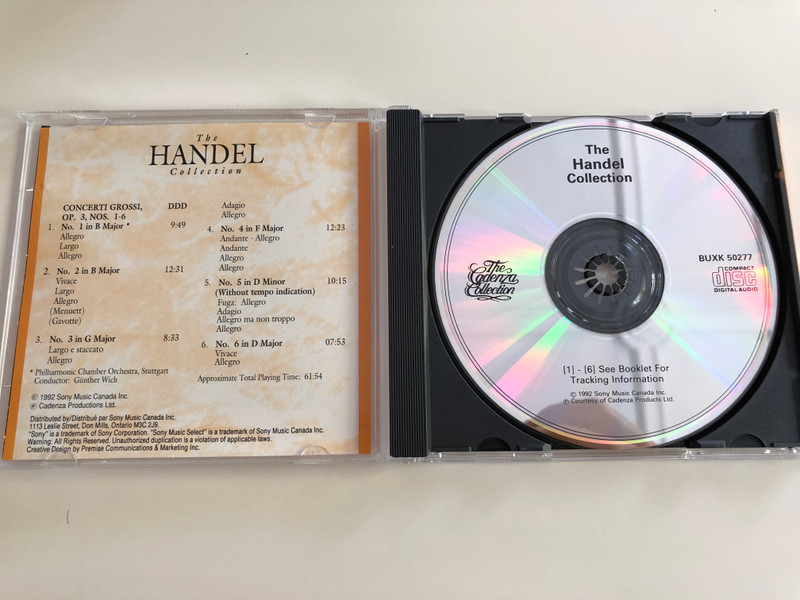 The
HANDEL
Collection
CONCERTI GROSSI, DDD
OP. 3, NOS. 1-6
1. No. 1 in B Major * 9:49
Allegro
Largo
Allegro
2. No. 2 in B Major 12:31
Vivace
Largo
Allegro
(Menuett)
(Gavotte)
3. No. 3 in G Major 8:33
Largo e staccato
Allegro
Adagio
Allegro
4. No. 4 in F Major 12:23
Andante - Allegro
Andante
Allegro
Allegro
5. No. 5 in D Minor 10:15
(Without tempo indication)
Fuga: Allegro
Adagio
Allegro ma non troppo
Allegro
6. No. 6 in D Major 07:53
Vivace
Allegro
* Philharmonic Chamber Orchestra, Stuttgart
Conductor: Günther Wich
Approximate Total Playing Time: 61:54
© 1992 Sony Music Canada Inc.
℗ Cadenza Productions Ltd.
Distributed by/Distribué par Sony Music Canada Inc.
1113 Leslie Street, Don Mills, Ontario M3C 2J9.
"Sony" is a trademark of Sony Corporation. "Sony Music Select" is a trademark of Sony Music Canada Inc.
Warning: All Rights Reserved. Unauthorized duplication is a violation of applicable laws.
Creative Design by Premise Communications & Marketing Inc.
The
Handel
Collection
The
Cadenza
Collection
BUXK 50277
COMPACT
disc
DIGITAL AUDIO
[1] - [6] See Booklet For
Tracking Information
© 1992 Sony Music Canada Inc.
℗ Courtesy of Cadenza Products Ltd.